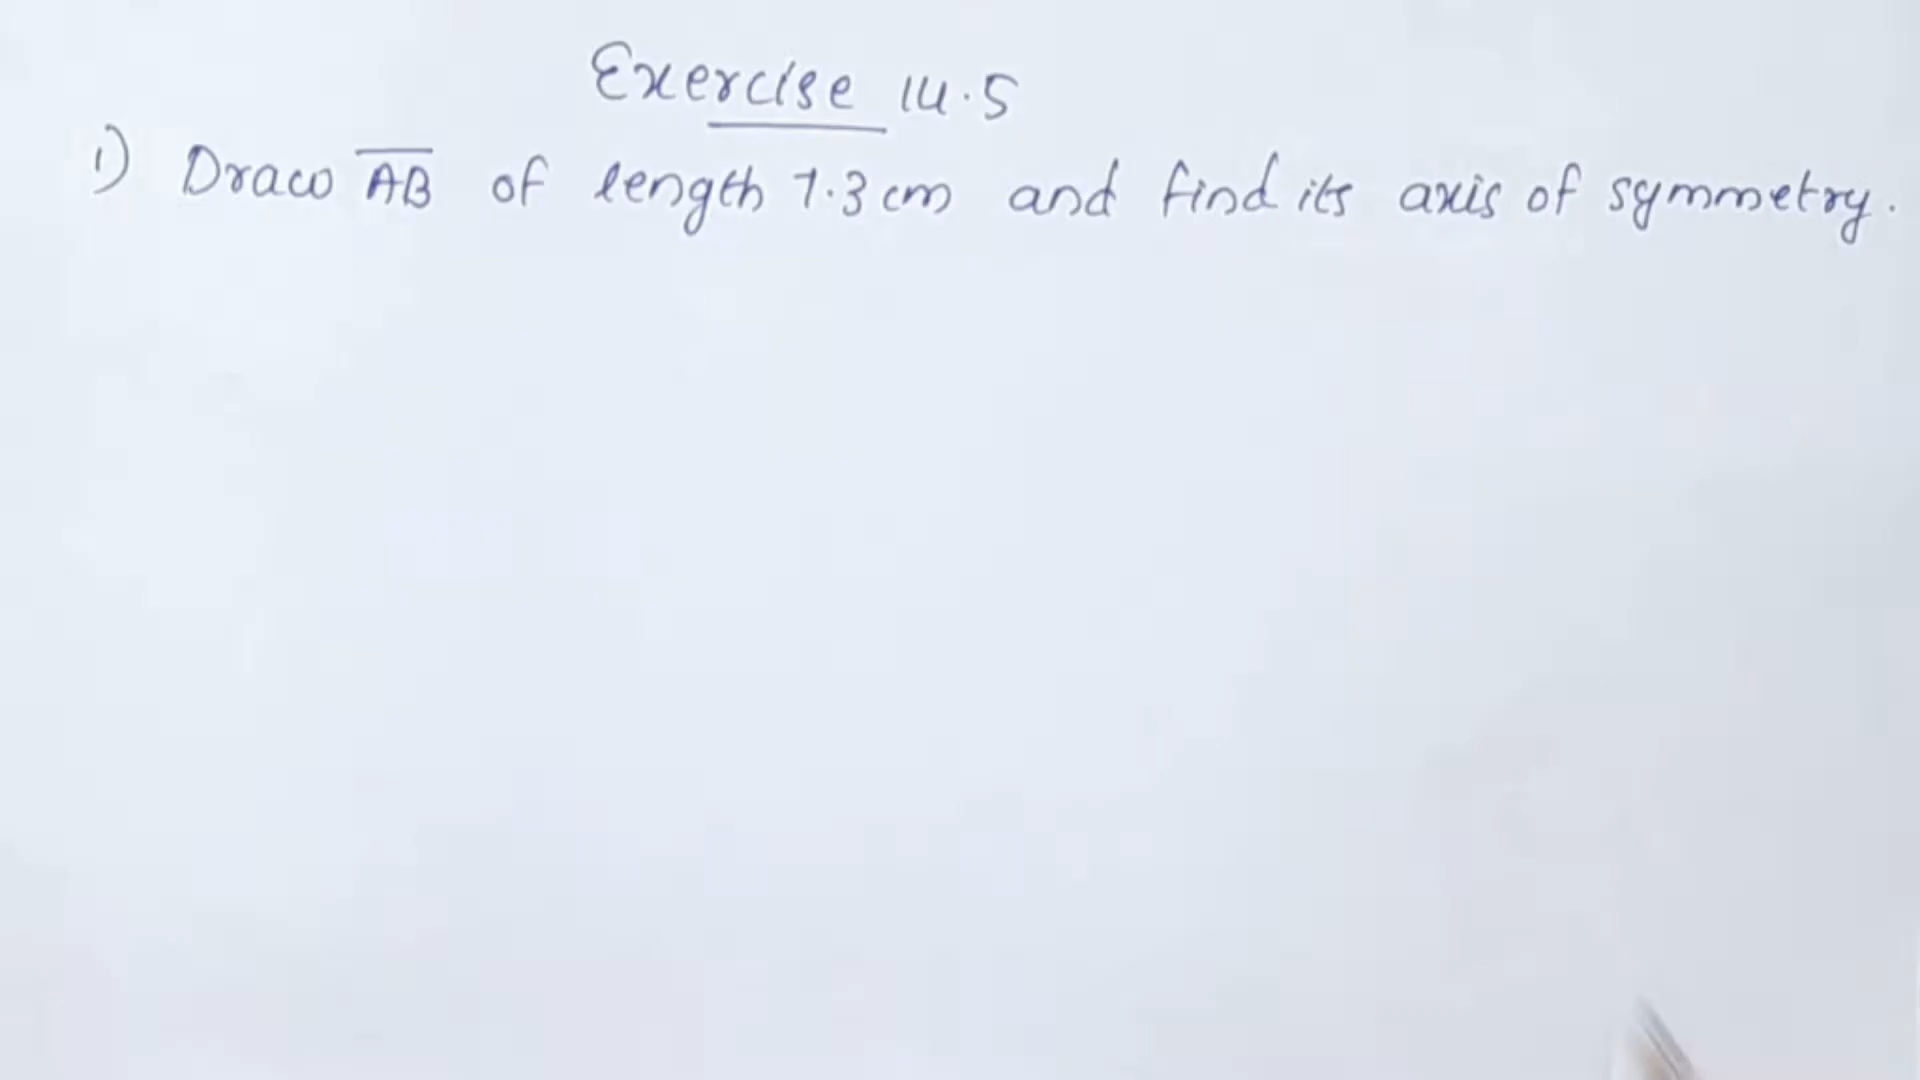 Exercise 14.5
1) Draw AB of length 7.3 cm and find its axis of symmetry.